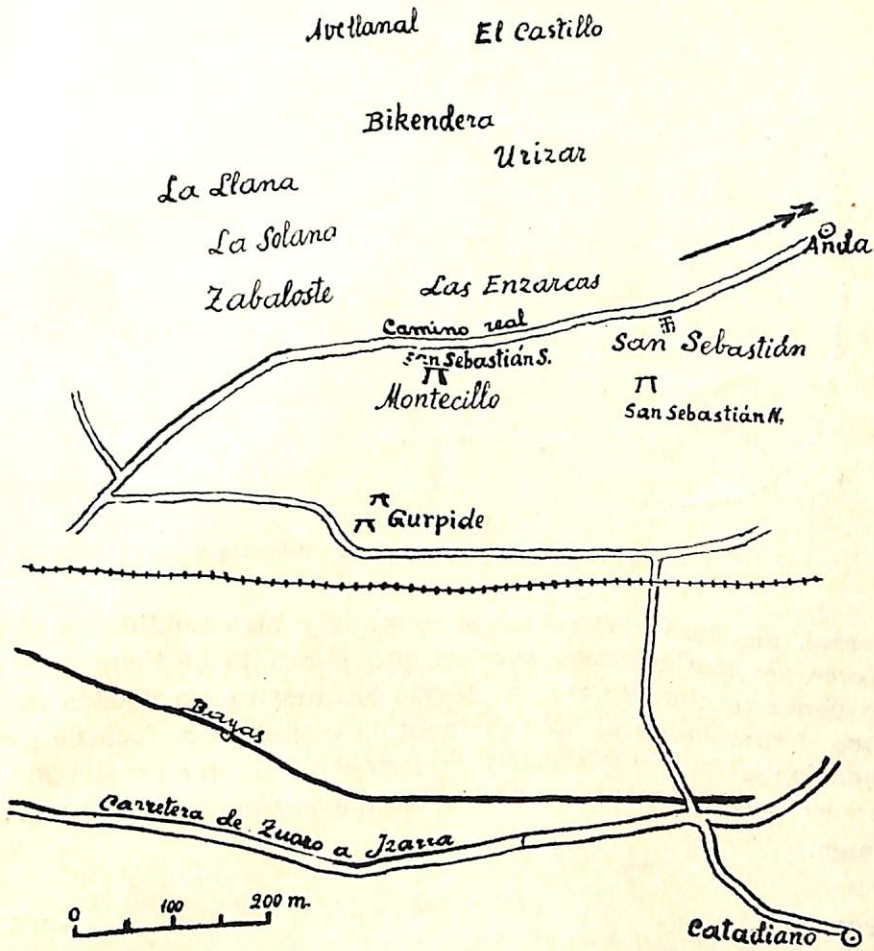 Avellanal El Castillo
Bikendera
Urizar
La Llana
La Solana
Zabaloste
Anda
Las Enzarcas
Camino real
San Sebastián
San Sebastián S.
Montecillo
San Sebastián N.
Gurpide
Bayas
Carretera de Zuazo a Izarra
0 100 200 m.
Catadiano